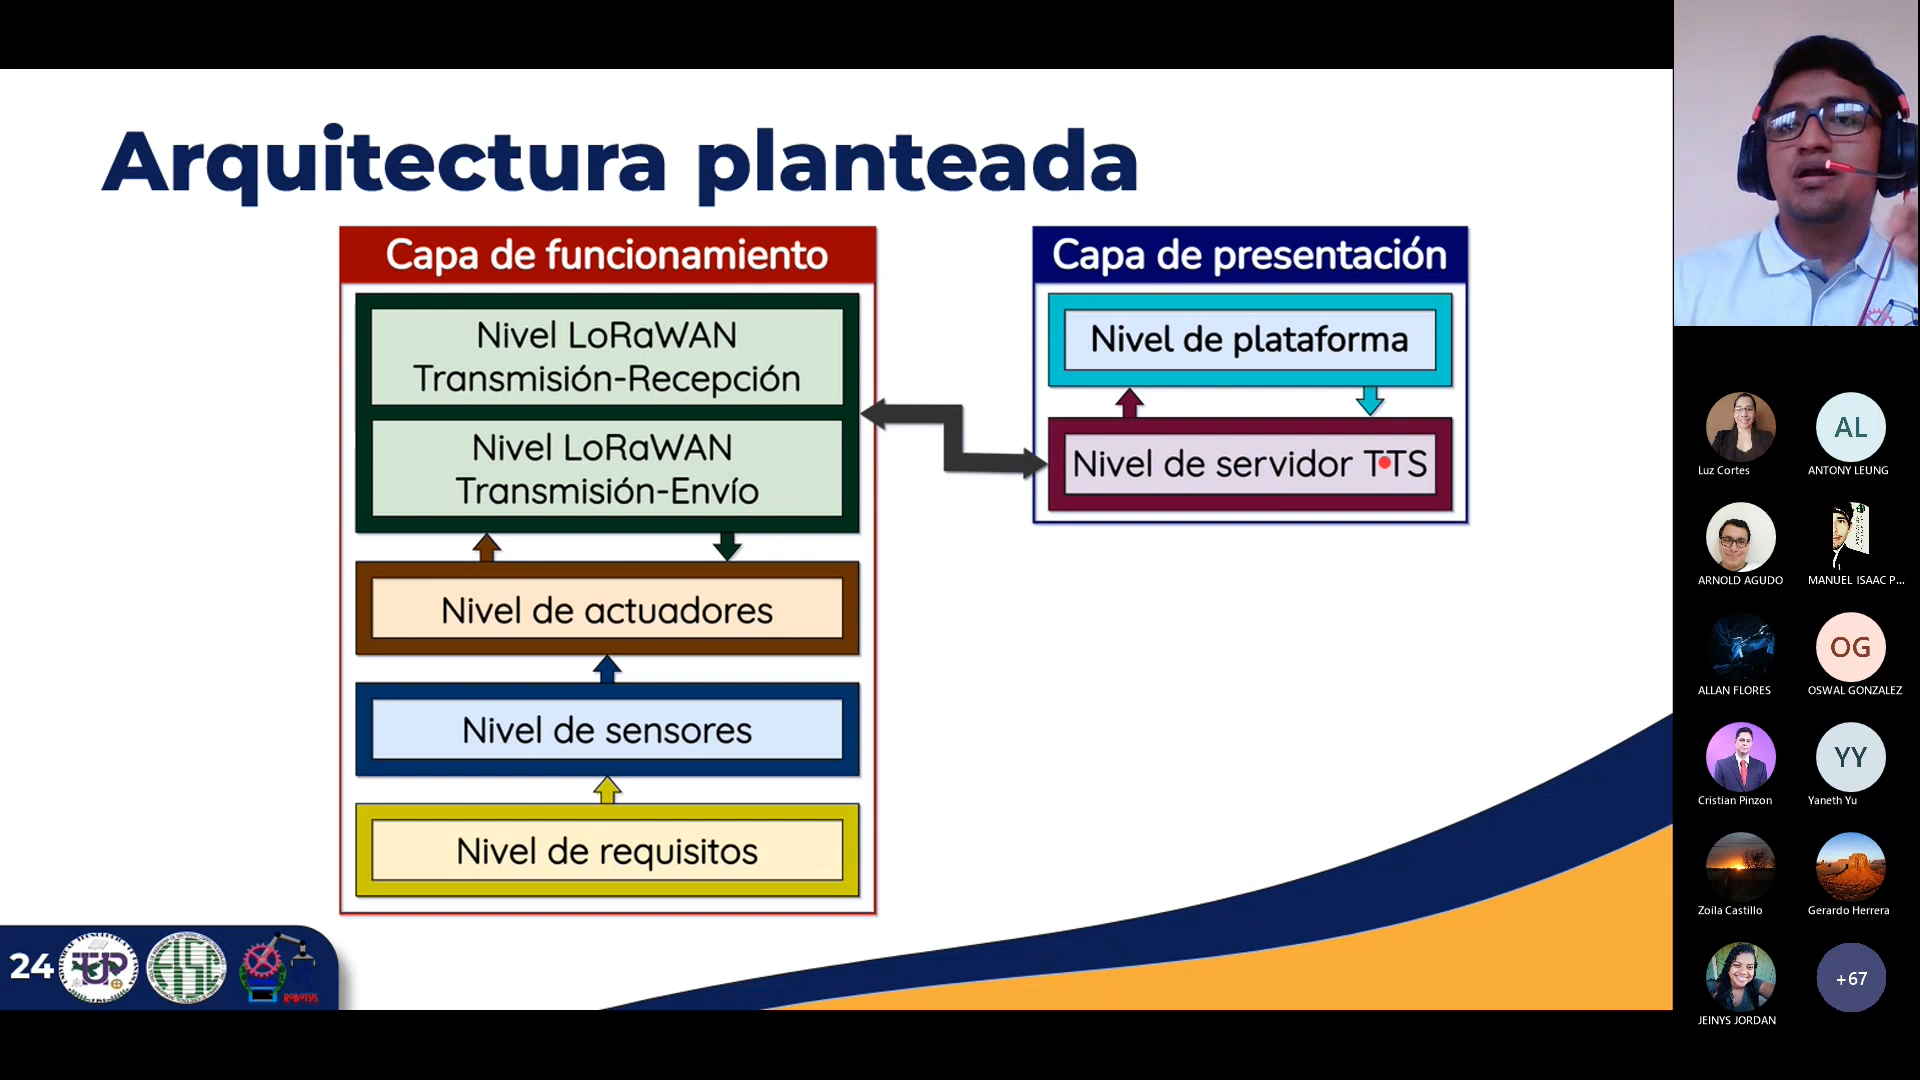 Arquitectura planteada
Capa de funcionamiento
Nivel LoRaWAN
Transmisión-Recepción
Nivel LoRaWAN
Transmisión-Envío
Nivel de actuadores
Nivel de sensores
Nivel de requisitos
Capa de presentación
Nivel de plataforma
Nivel de servidor TTS
24
UTP
FISC
ROBOTSIS
AL
Luz Cortes
ANTONY LEUNG
ARNOLD AGUDO
MANUEL ISAAC P...
OG
ALLAN FLORES
OSWAL GONZALEZ
YY
Cristian Pinzon
Yaneth Yu
Zoila Castillo
Gerardo Herrera
+67
JEINYS JORDAN